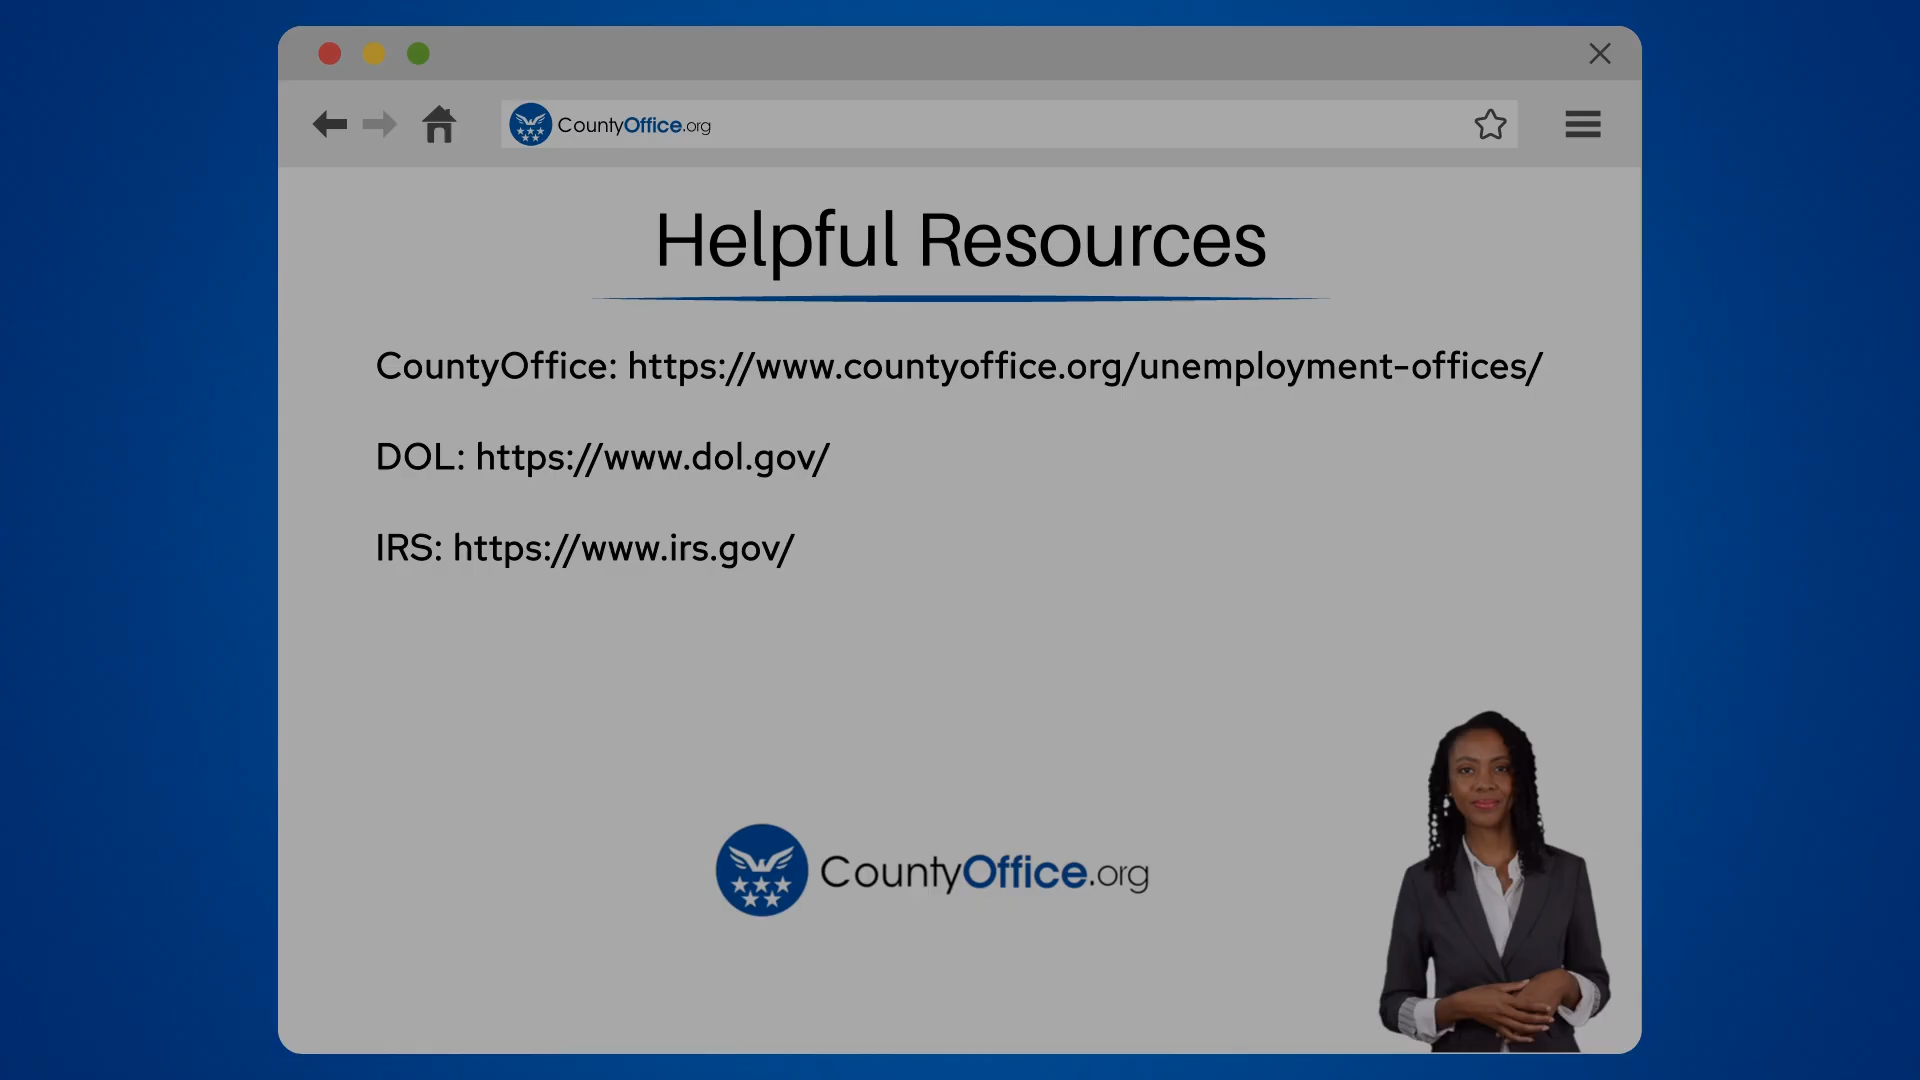 CountyOffice.org
Helpful Resources
CountyOffice: https://www.countyoffice.org/unemployment-offices/
DOL: https://www.dol.gov/
IRS: https://www.irs.gov/
CountyOffice.org